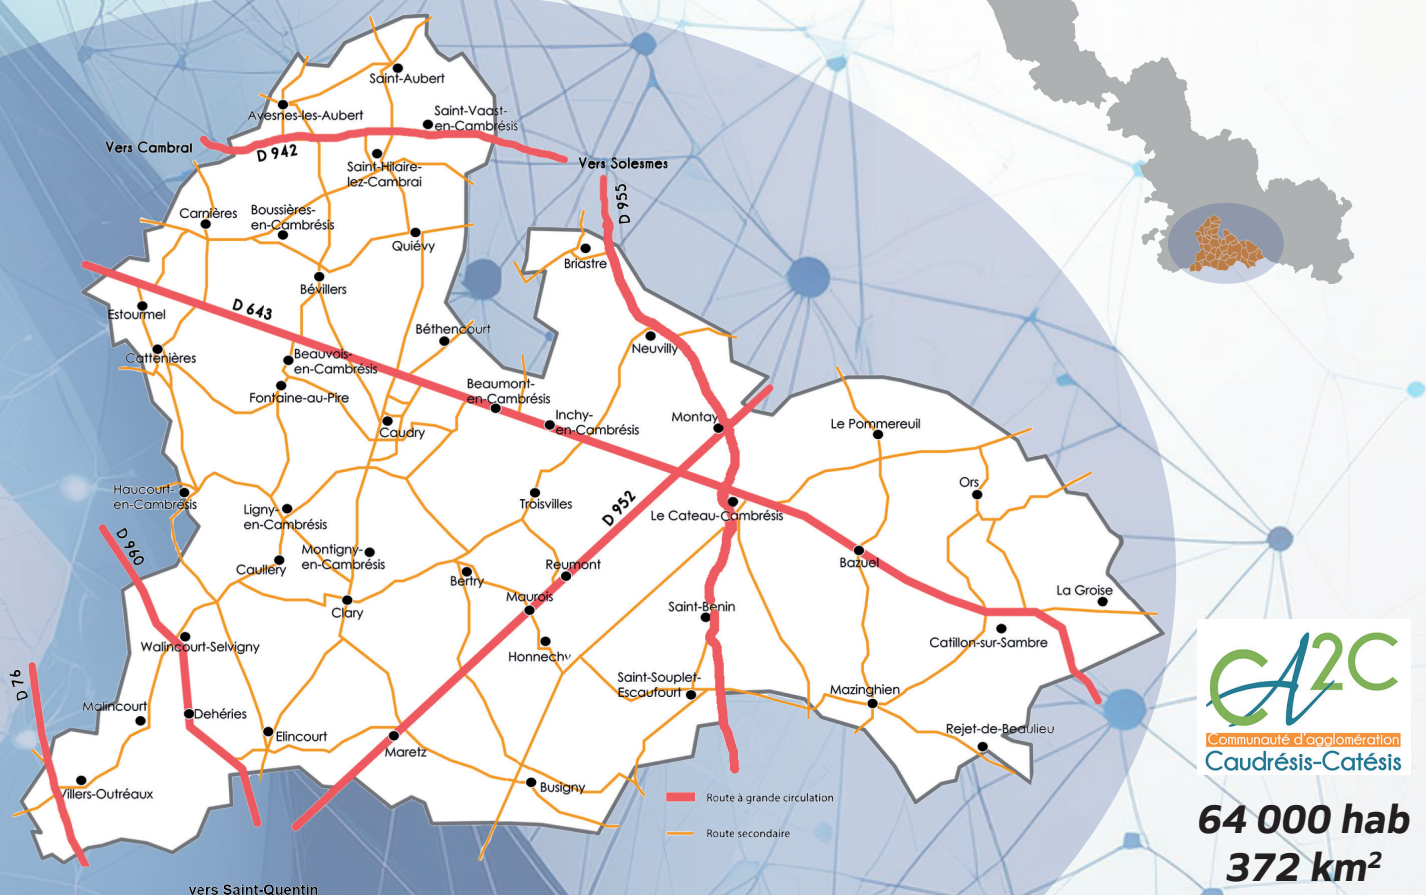 Saint-Aubert
Avesnes-les-Aubert
Saint-Vaast-
en-Cambrésis
Vers Cambrai
D 942
Saint-Hilaire-
lez-Cambrai
Vers Solesmes
D 955
Carnières
Boussières-
en-Cambrésis
Quiévy
Briastre
Bévillers
Estourmel
D 643
Béthencourt
Neuvilly
Cattenières
Beauvois-
en-Cambrésis
Fontaine-au-Pire
Beaumont-
en-Cambrésis
Inchy-
en-Cambrésis
Montay
Le Pommereuil
Caudry
Haucourt-
en-Cambrésis
Ligny-
en-Cambrésis
Troisvilles
D 952
Le Cateau-Cambrésis
Ors
D 960
Caullery
Montigny-
en-Cambrésis
Bertry
Reumont
Bazuel
Maurois
Clary
Saint-Benin
La Groise
Walincourt-Selvigny
Honnechy
Catillon-sur-Sambre
D 76
Malincourt
Dehéries
Elincourt
Maretz
Saint-Souplet-
Escaufourt
Mazinghien
Rejet-de-Beaulieu
Villers-Outréaux
Busigny
Route à grande circulation
Route secondaire
vers Saint-Quentin
CA2C
Communauté d'agglomération
Caudrésis-Catésis
64 000 hab
372 km²